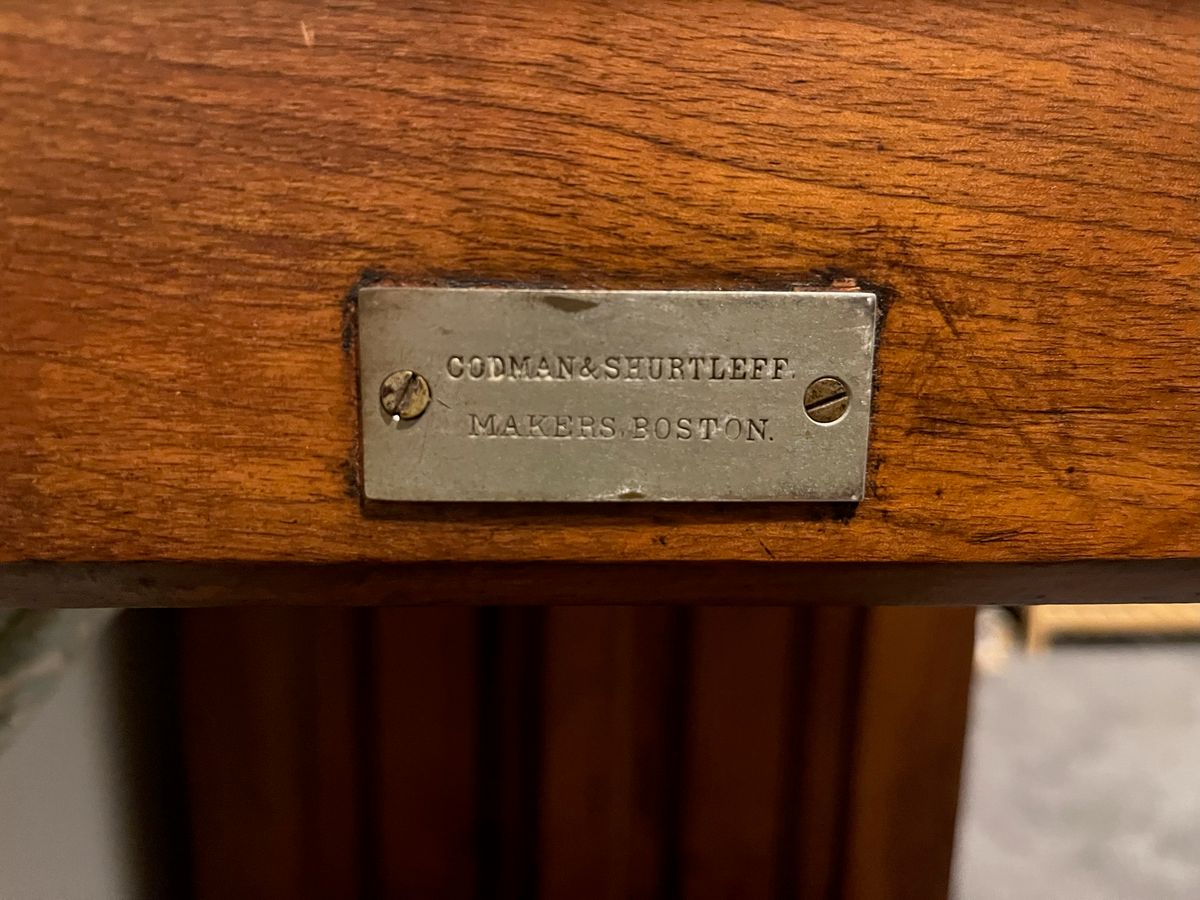 CODMAN & SHURTLEFF.
MAKERS, BOSTON.